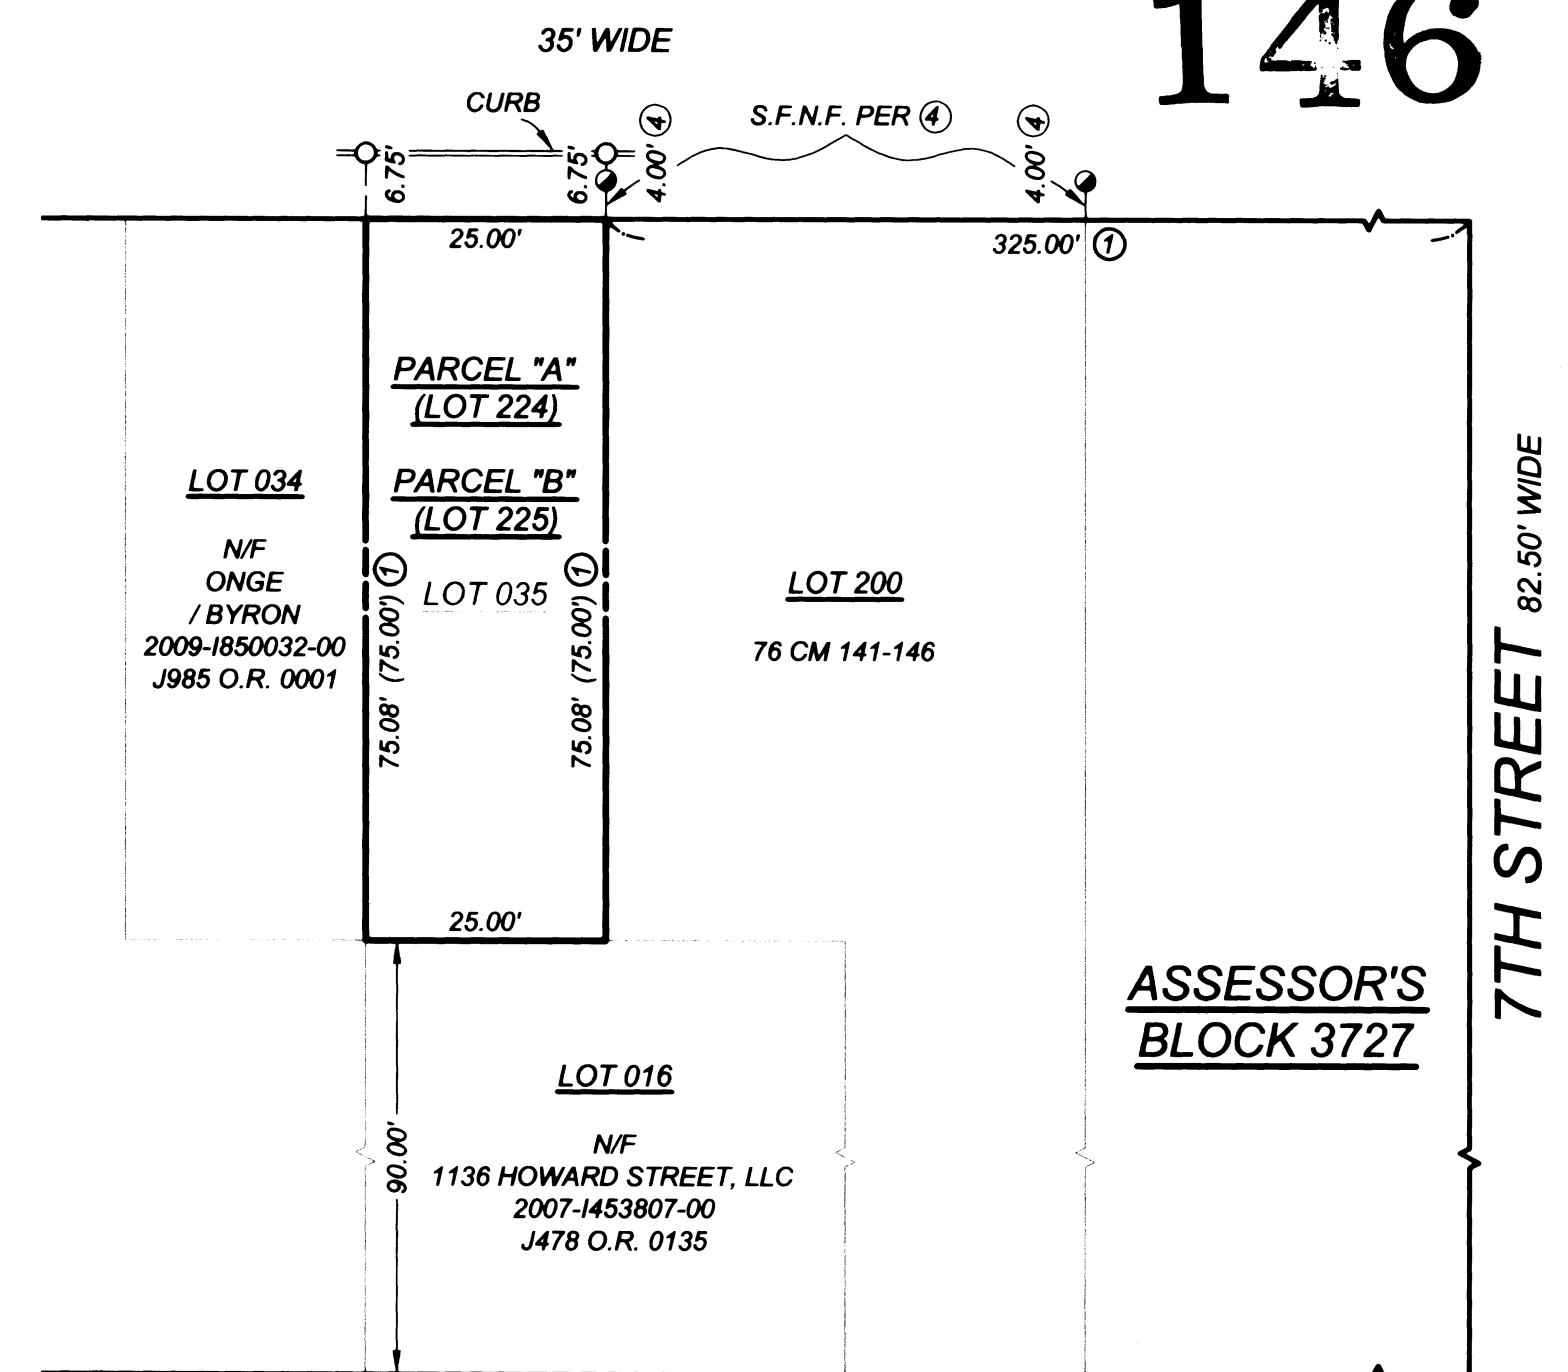 146
35' WIDE
CURB
6.75'
6.75'
4.00' 4
S.F.N.F. PER 4
4.00' 4
25.00'
325.00' 1
PARCEL "A"
(LOT 224)
PARCEL "B"
(LOT 225)
LOT 035
75.08' (75.00') 1
75.08' (75.00') 1
25.00'
LOT 034
N/F
ONGE
/ BYRON
2009-I850032-00
J985 O.R. 0001
LOT 200
76 CM 141-146
7TH STREET 82.50' WIDE
ASSESSOR'S
BLOCK 3727
90.00'
LOT 016
N/F
1136 HOWARD STREET, LLC
2007-I453807-00
J478 O.R. 0135